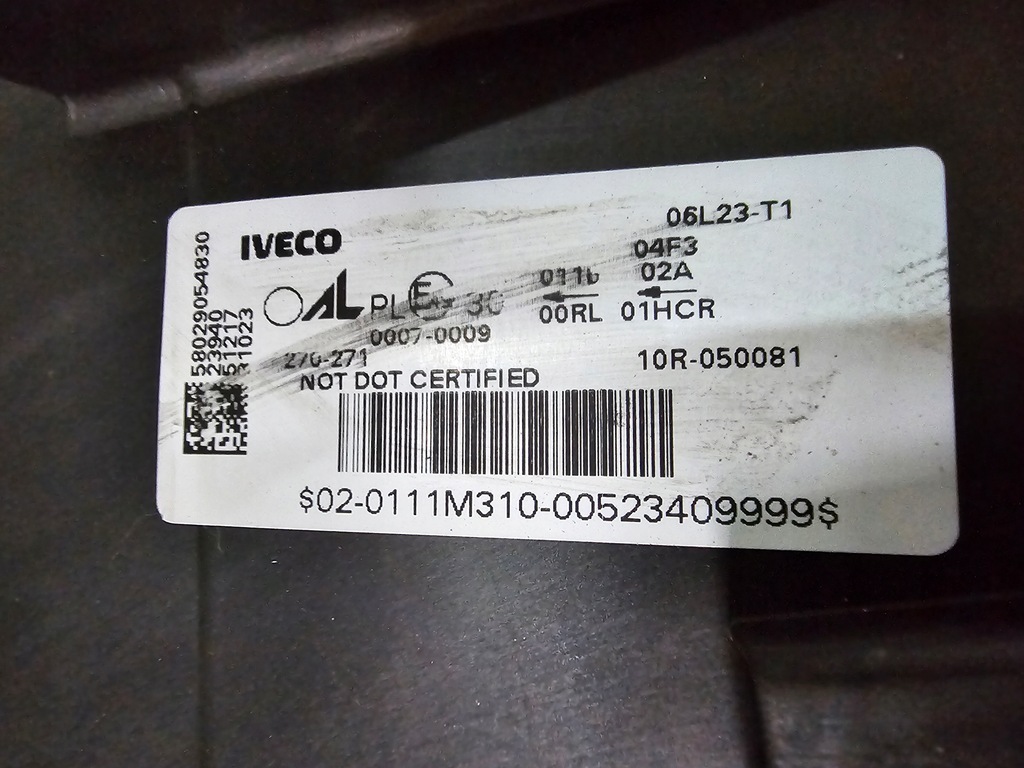 58029054830
23940
51217
31023
IVECO
AL
06L23-T1
04F3
02A
PL
E
30
00RL
01HCR
0007-0009
270-271
10R-050081
NOT DOT CERTIFIED
$02-0111M310-00523409999$